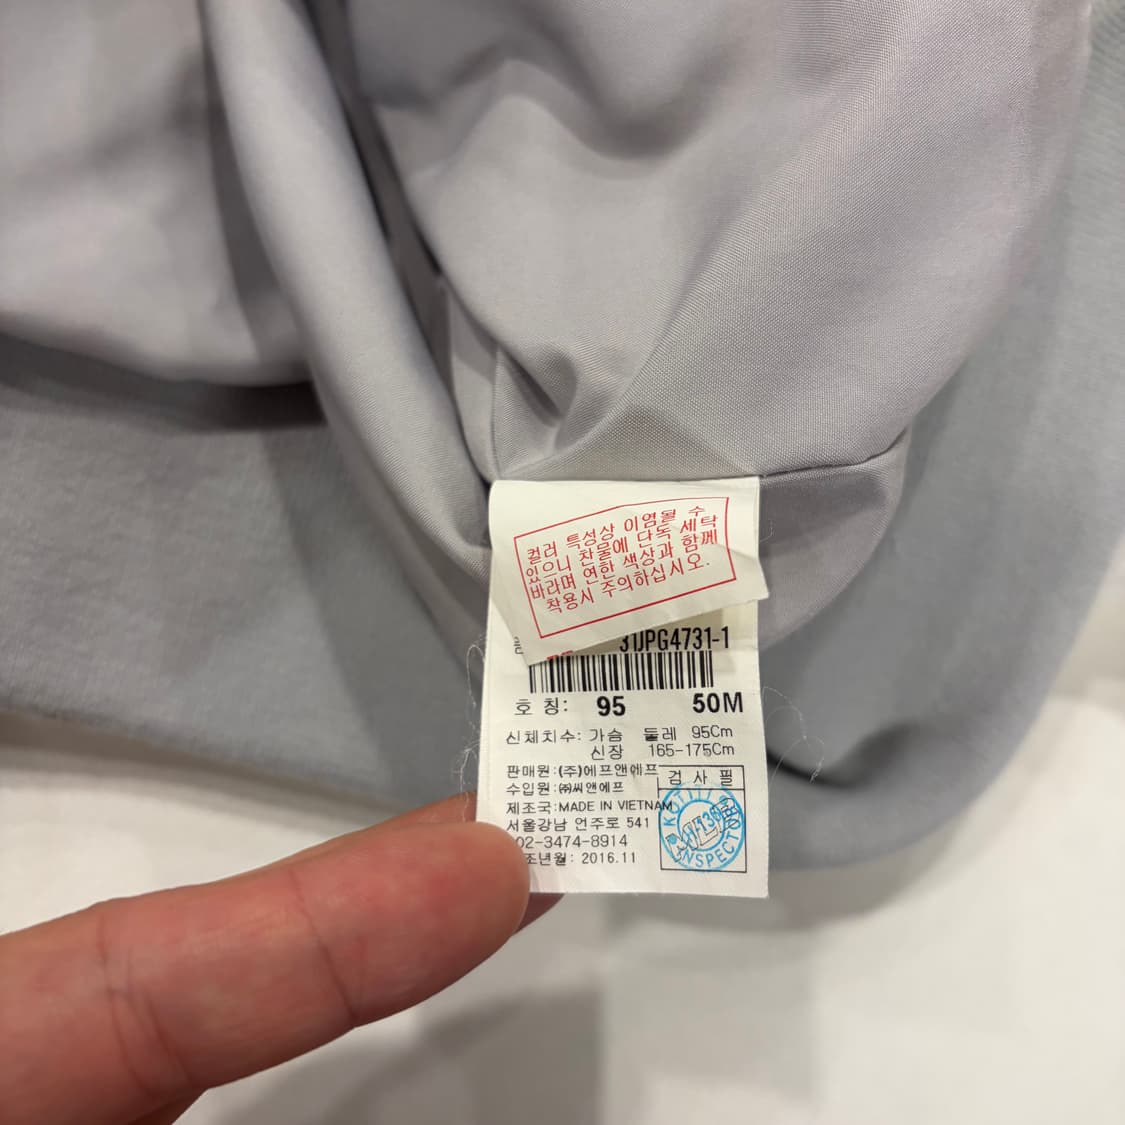 컬러 특성상 이염될 수
있으니 찬물에 단독 세탁
바라며 연한 색상과 함께
착용시 주의하십시오.
31JPG4731-1
호 칭: 95 50M
신체치수: 가슴 둘레 95Cm
신장 165-175Cm
판매원:(주)에프앤에프
수입원:㈜씨앤에프
제조국:MADE IN VIETNAM
서울강남 언주로 541
02-3474-8914
조년월: 2016.11
검 사 필
KOTITI
INSPECTOR